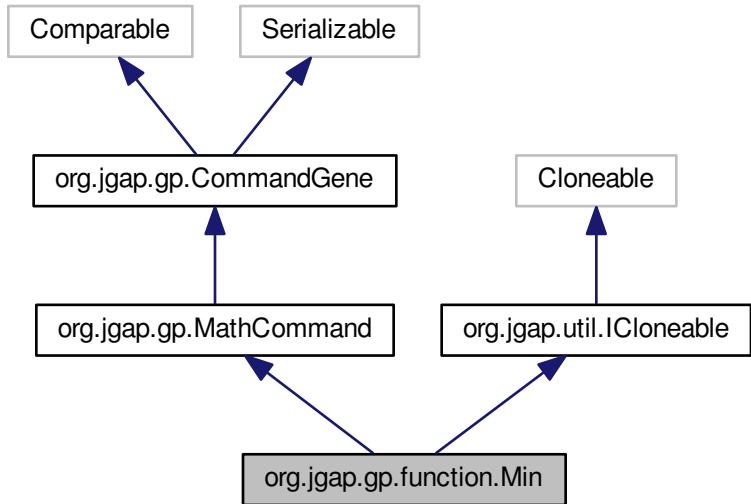 Comparable
Serializable
org.jgap.gp.CommandGene
Cloneable
org.jgap.gp.MathCommand
org.jgap.util.ICloneable
org.jgap.gp.function.Min